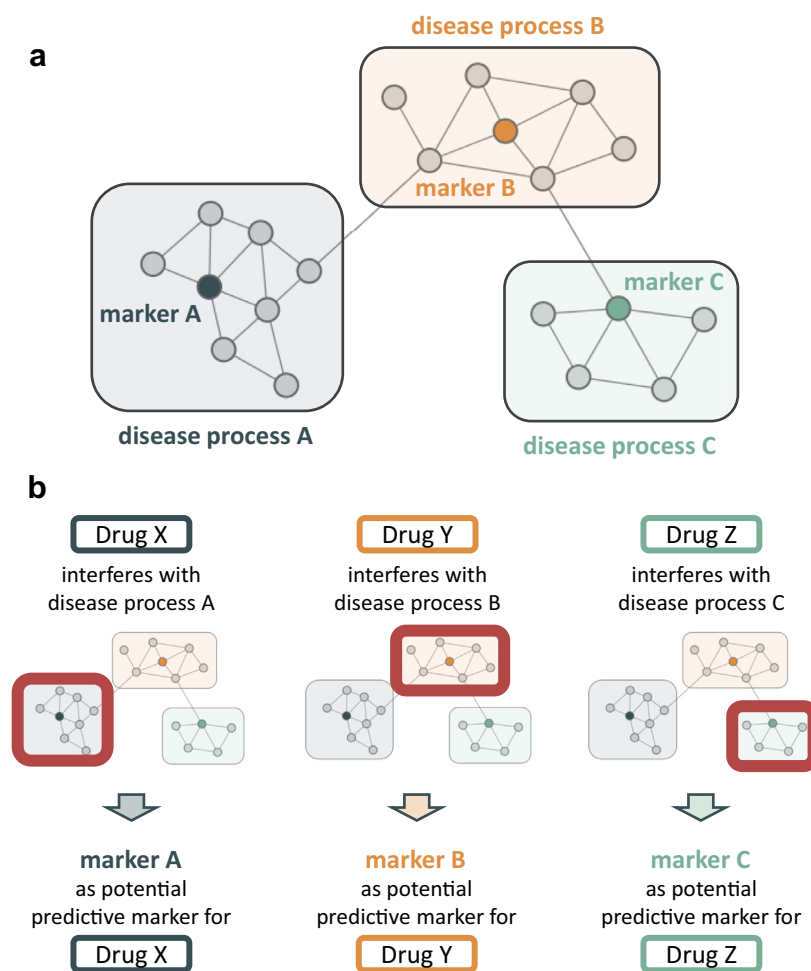 a
disease process B
marker B
marker A
marker C
disease process A
disease process C
b
Drug X
interferes with
disease process A
marker A
as potential
predictive marker for
Drug X
Drug Y
interferes with
disease process B
marker B
as potential
predictive marker for
Drug Y
Drug Z
interferes with
disease process C
marker C
as potential
predictive marker for
Drug Z